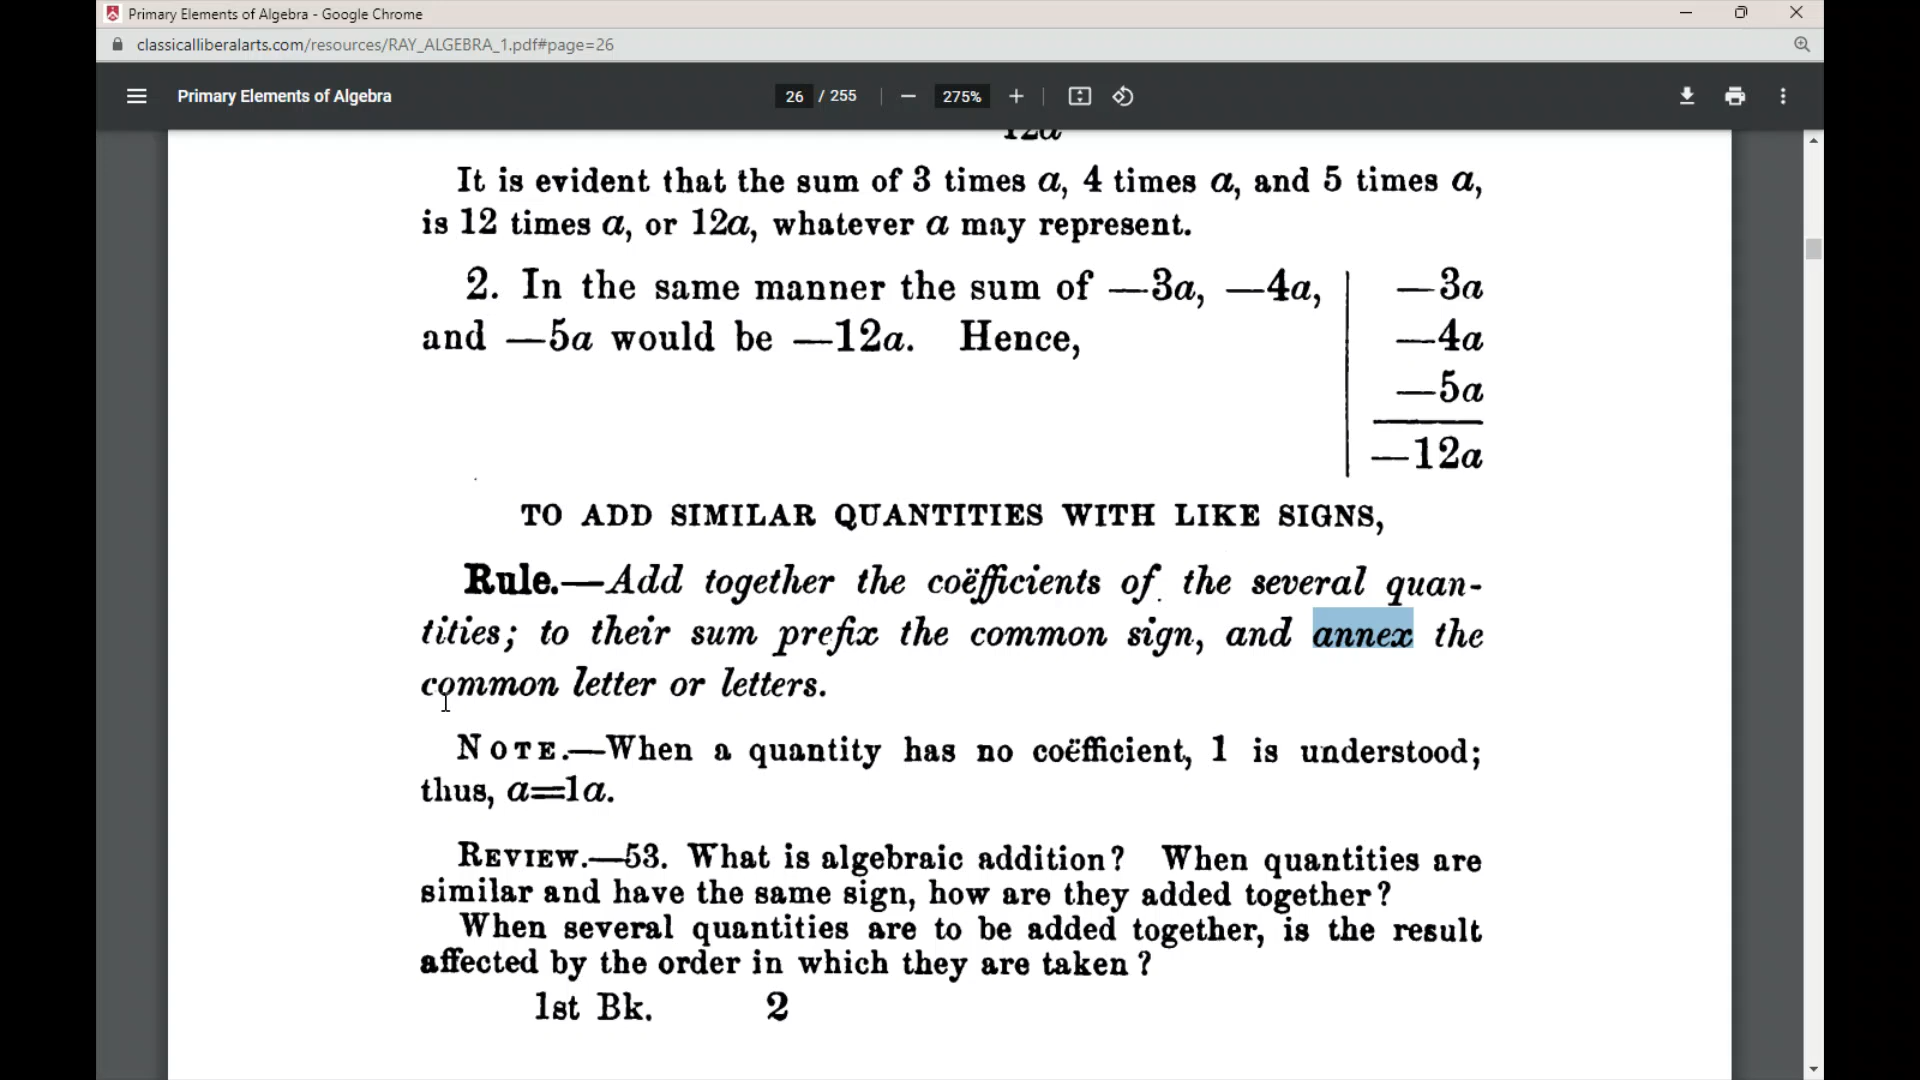 Primary Elements of Algebra - Google Chrome
classicalliberalarts.com/resources/RAY_ALGEBRA_1.pdf#page=26
Primary Elements of Algebra
26 / 255
275%
12a
It is evident that the sum of 3 times a, 4 times a, and 5 times a,
is 12 times a, or 12a, whatever a may represent.
2. In the same manner the sum of —3a, —4a,
and —5a would be —12a. Hence,
—3a
—4a
—5a
—12a
TO ADD SIMILAR QUANTITIES WITH LIKE SIGNS,
Rule.—Add together the coëfficients of the several quan-
tities; to their sum prefix the common sign, and annex the
common letter or letters.
NOTE.—When a quantity has no coëfficient, 1 is understood;
thus, a=1a.
REVIEW.—53. What is algebraic addition? When quantities are
similar and have the same sign, how are they added together?
When several quantities are to be added together, is the result
affected by the order in which they are taken?
1st Bk. 2